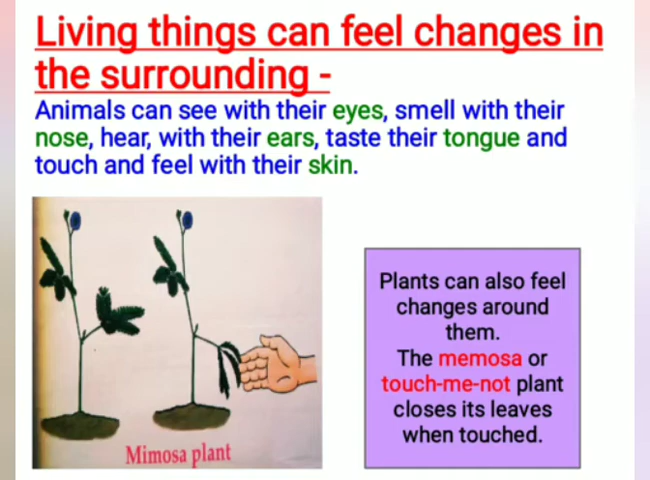 Living things can feel changes in
the surrounding -
Animals can see with their eyes, smell with their
nose, hear, with their ears, taste their tongue and
touch and feel with their skin.
Mimosa plant
Plants can also feel
changes around
them.
The memosa or
touch-me-not plant
closes its leaves
when touched.